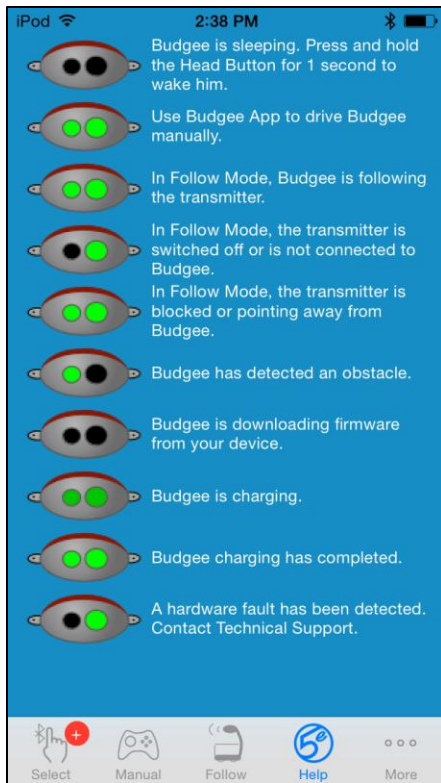 iPod 2:38 PM
Budgee is sleeping. Press and hold
the Head Button for 1 second to
wake him.
Use Budgee App to drive Budgee
manually.
In Follow Mode, Budgee is following
the transmitter.
In Follow Mode, the transmitter is
switched off or is not connected to
Budgee.
In Follow Mode, the transmitter is
blocked or pointing away from
Budgee.
Budgee has detected an obstacle.
Budgee is downloading firmware
from your device.
Budgee is charging.
Budgee charging has completed.
A hardware fault has been detected.
Contact Technical Support.
5e
Select Manual Follow Help More